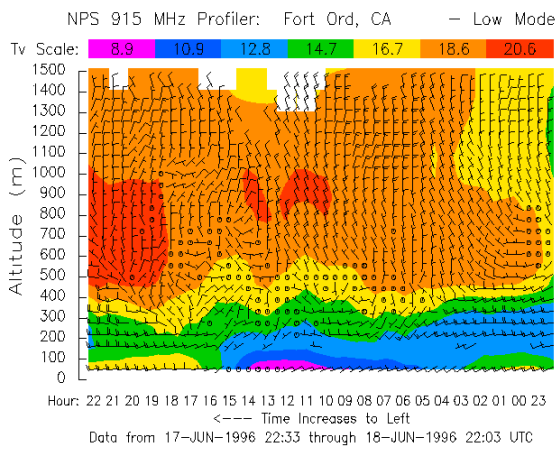 NPS 915 MHz Profiler: Fort Ord, CA — Low Mode
Tv Scale: 8.9 10.9 12.8 14.7 16.7 18.6 20.6
1500
1400
1300
1200
1100
1000
900
800
700
600
500
400
300
200
100
0
Altitude (m)
Hour: 22 21 20 19 18 17 16 15 14 13 12 11 10 09 08 07 06 05 04 03 02 01 00 23
<--- Time Increases to Left
Data from 17-JUN-1996 22:33 through 18-JUN-1996 22:03 UTC